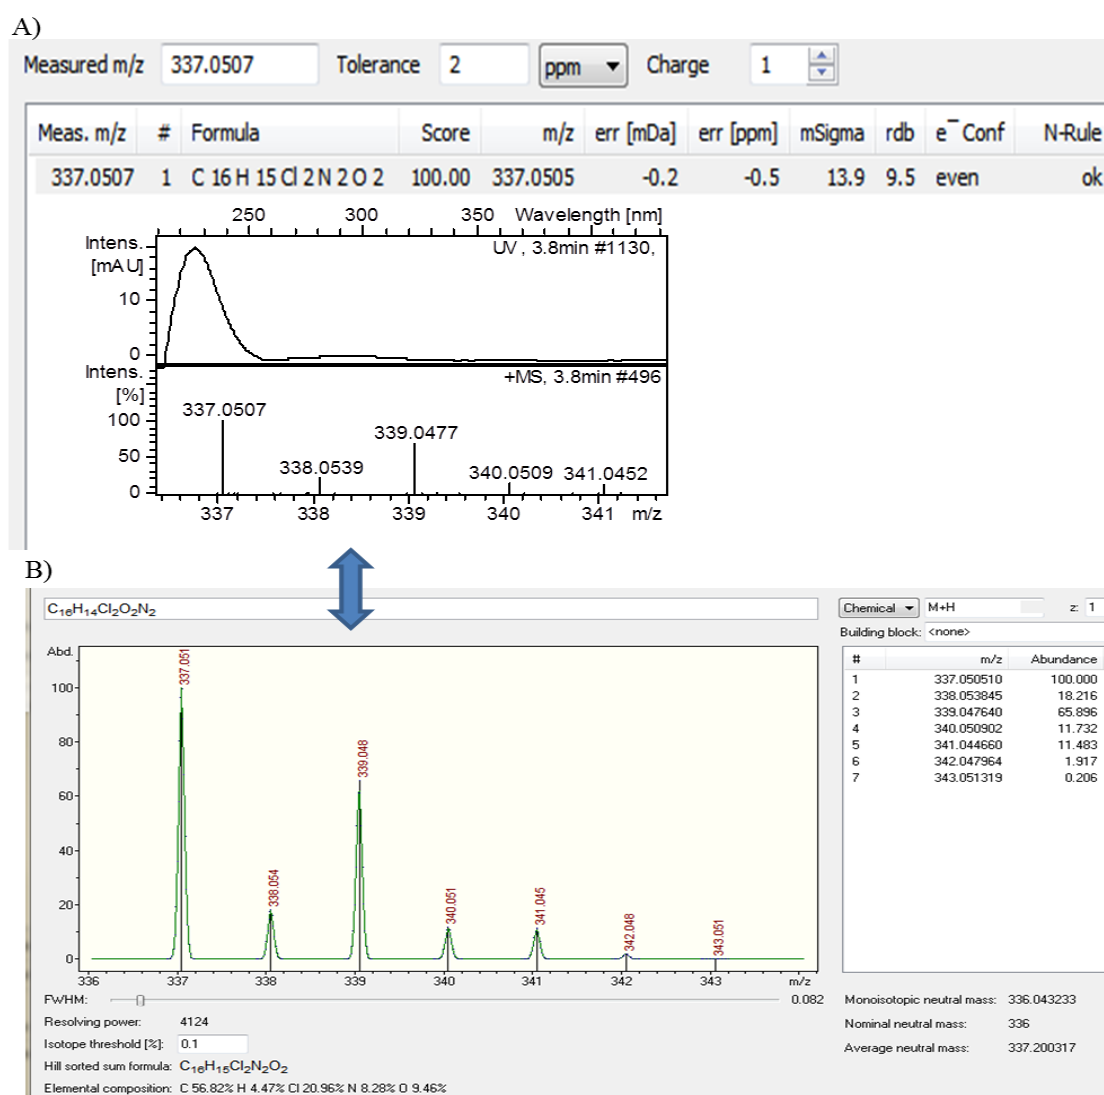 A)
Measured m/z 337.0507 Tolerance 2 ppm Charge 1
Meas. m/z # Formula Score m/z err [mDa] err [ppm] mSigma rdb e⁻ Conf N-Rule
337.0507 1 C 16 H 15 Cl 2 N 2 O 2 100.00 337.0505 -0.2 -0.5 13.9 9.5 even ok
250 300 350 Wavelength [nm]
Intens.
[mAU]
UV, 3.8min #1130,
10
0
Intens.
[%]
+MS, 3.8min #496
337.0507
339.0477
338.0539
340.0509
341.0452
100
50
0
337 338 339 340 341 m/z
B)
C₁₆H₁₄Cl₂O₂N₂
Chemical M+H z: 1
Building block: <none>
Abd.
337.051
338.054
339.048
340.051
341.045
342.048
343.051
100
80
60
40
20
0
336 337 338 339 340 341 342 343 m/z
# m/z Abundance
1 337.050510 100.000
2 338.053845 18.216
3 339.047640 65.896
4 340.050902 11.732
5 341.044660 11.483
6 342.047964 1.917
7 343.051319 0.206
FWHM: 0.082
Resolving power: 4124
Isotope threshold [%]: 0.1
Hill sorted sum formula: C₁₆H₁₅Cl₂N₂O₂
Elemental composition: C 56.82% H 4.47% Cl 20.96% N 8.28% O 9.46%
Monoisotopic neutral mass: 336.043233
Nominal neutral mass: 336
Average neutral mass: 337.200317